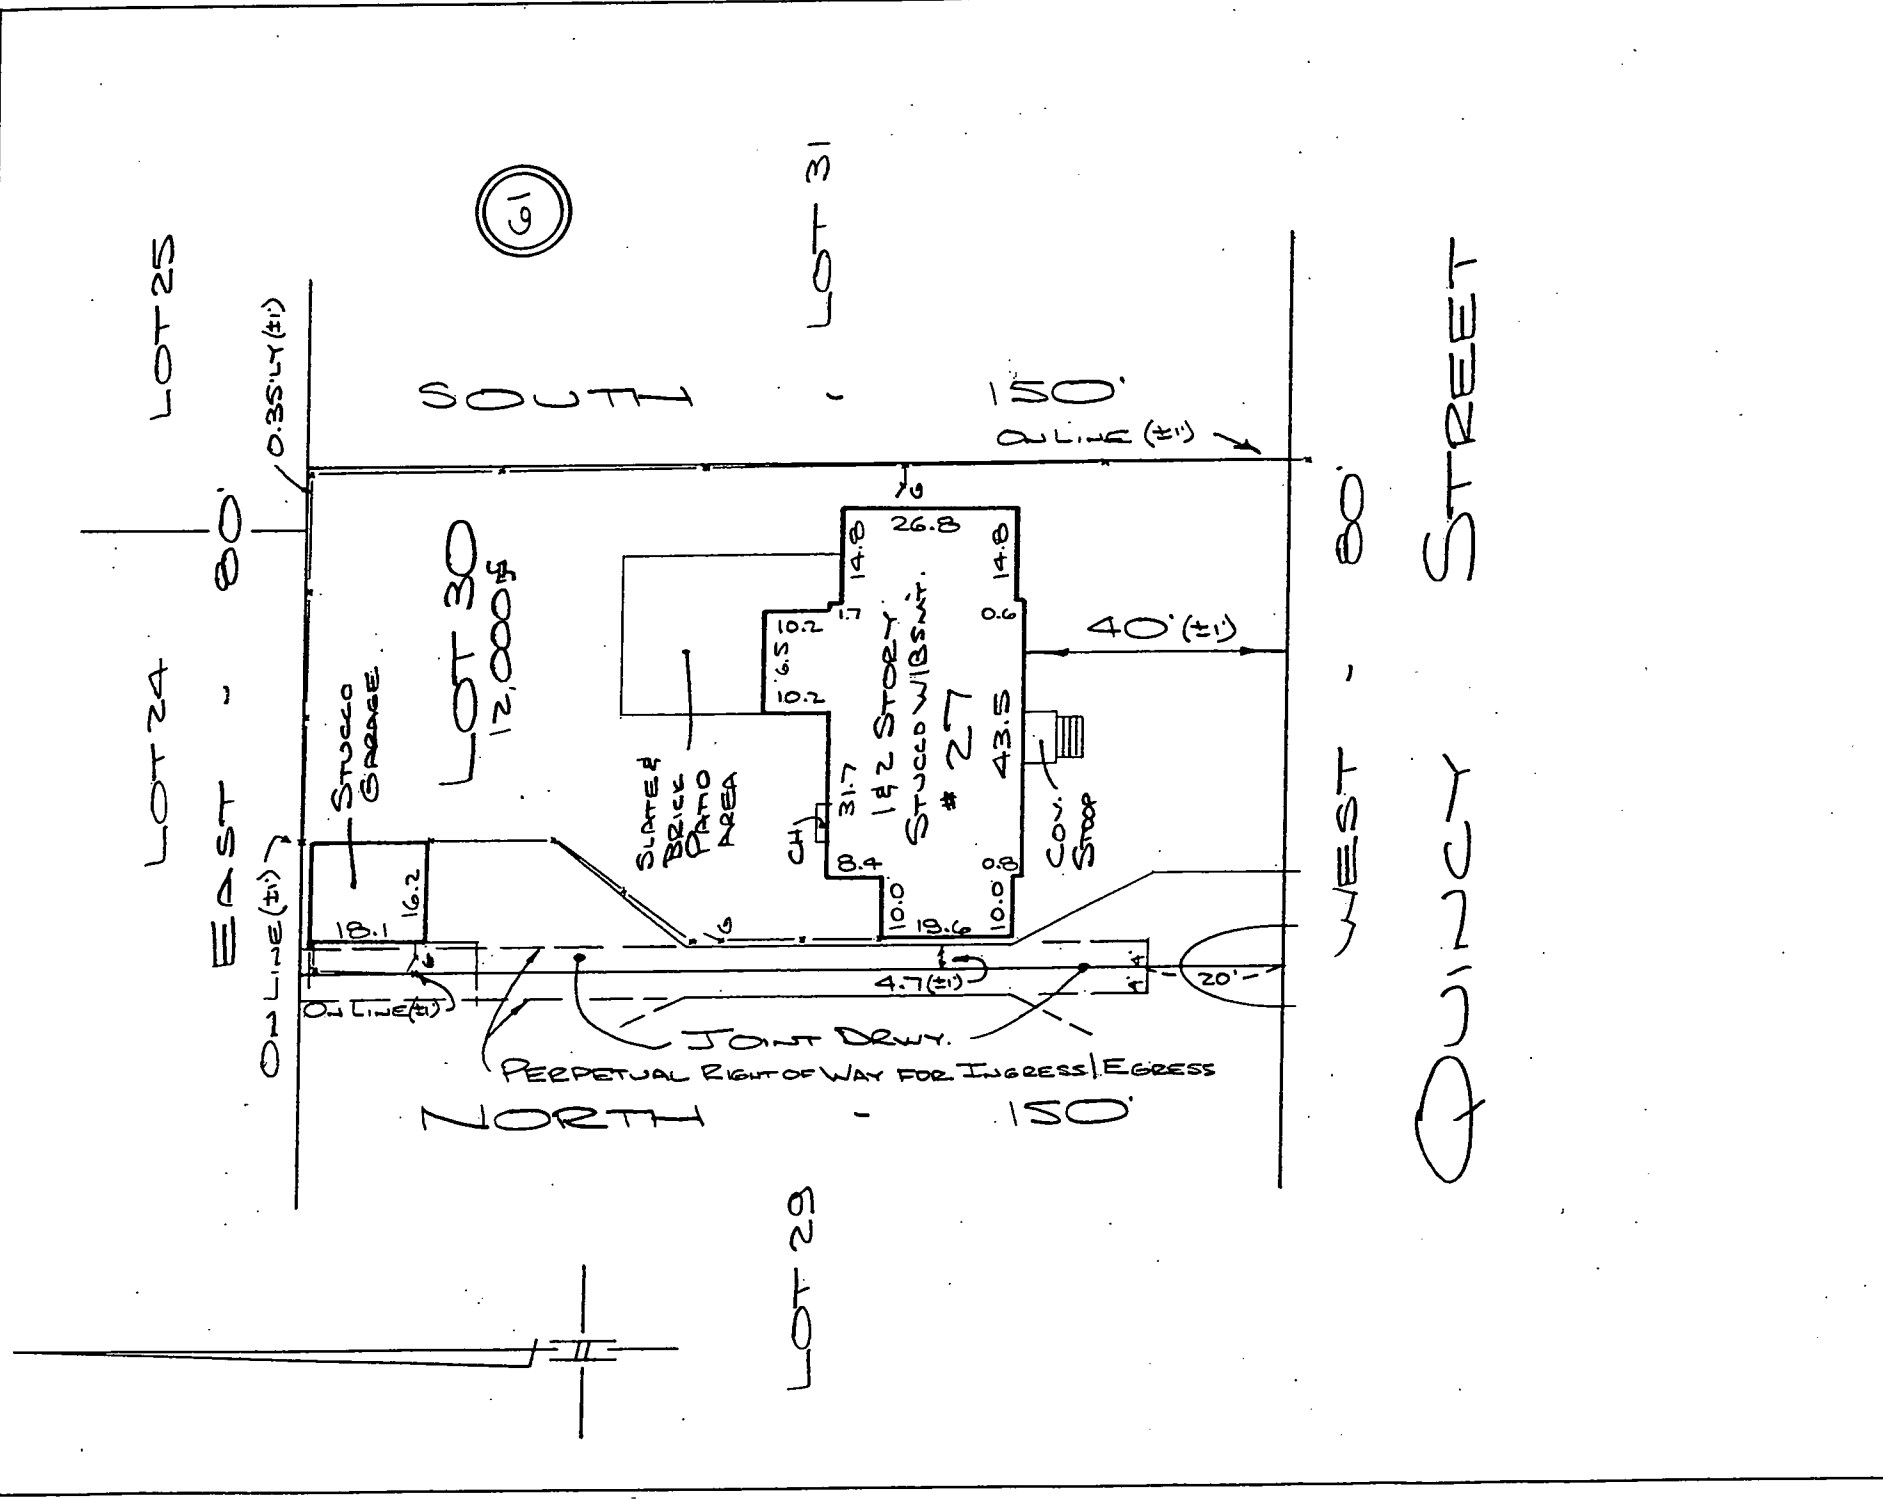 LOT 25
LOT 24
0.35'LY (±1')
EAST - 80'
ON LINE (±1')
61
LOT 31
SOUTH - 150'
ON LINE (±1')
LOT 30
12,000
STUCCO
GARAGE
18.1
16.2
SLATE &
BRICK
PATIO
AREA
26.8
14.8
14.8
1.7
0.6
10.2
6.5
10.2
31.7
1 & 2 STORY
STUCCO W/BSMT.
# 27
43.5
CH
8.4
0.8
10.0
19.6
10.0
G
G
G
COV.
STOOP
40' (±1')
WEST - 80'
QUINCY STREET
4.7 (±1')
4'
4'
20'
ON LINE (±1')
JOINT DRWY.
PERPETUAL RIGHT OF WAY FOR INGRESS/EGRESS
NORTH - 150'
LOT 29